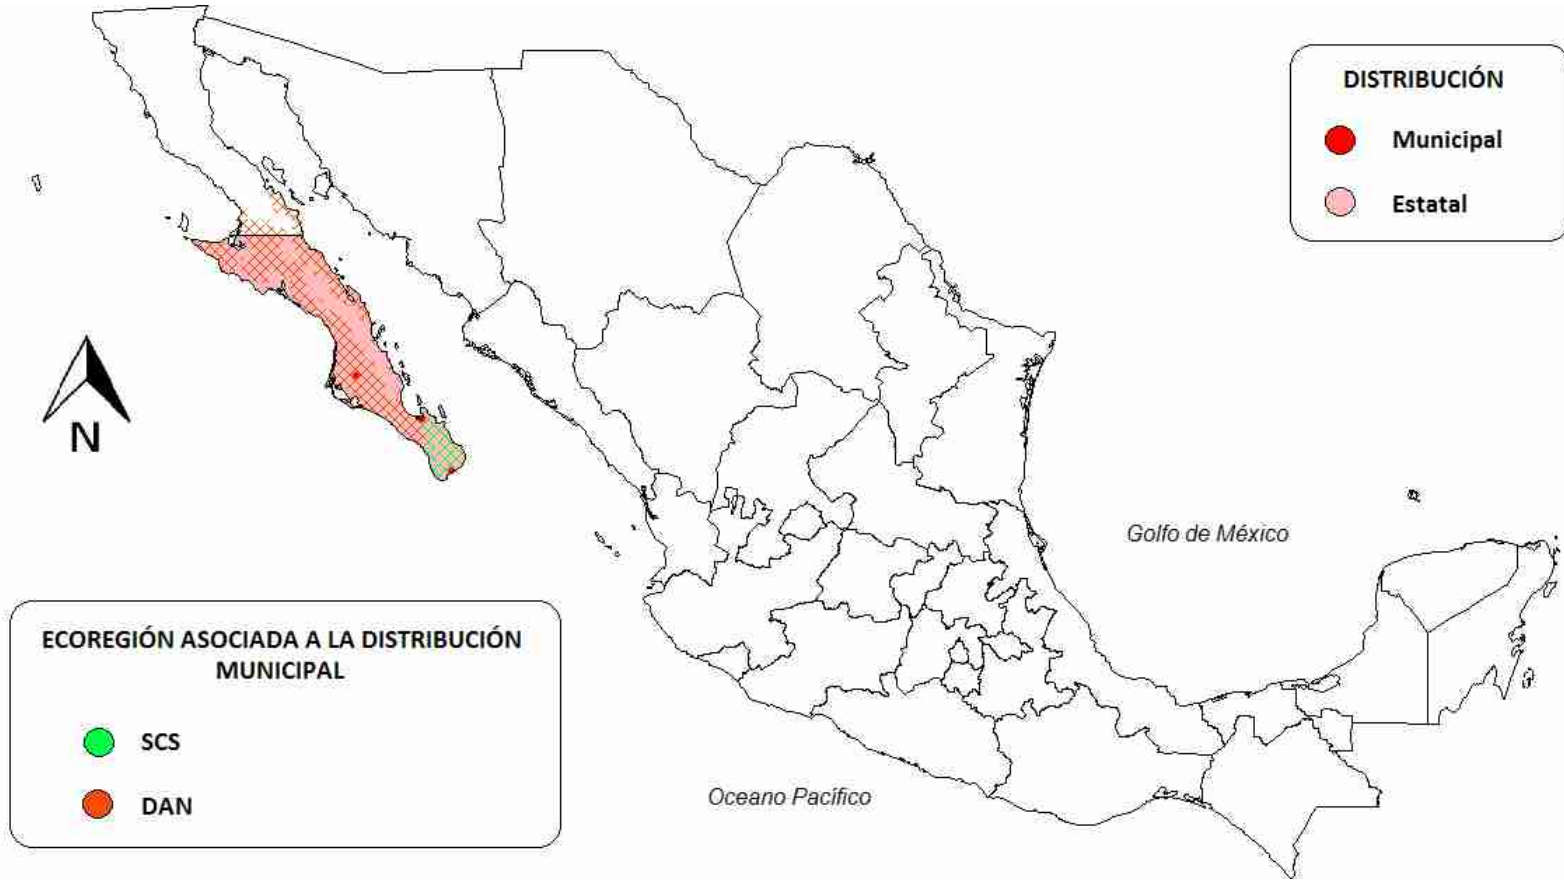 DISTRIBUCIÓN
Municipal
Estatal
N
Golfo de México
ECOREGIÓN ASOCIADA A LA DISTRIBUCIÓN
MUNICIPAL
SCS
DAN
Oceano Pacífico